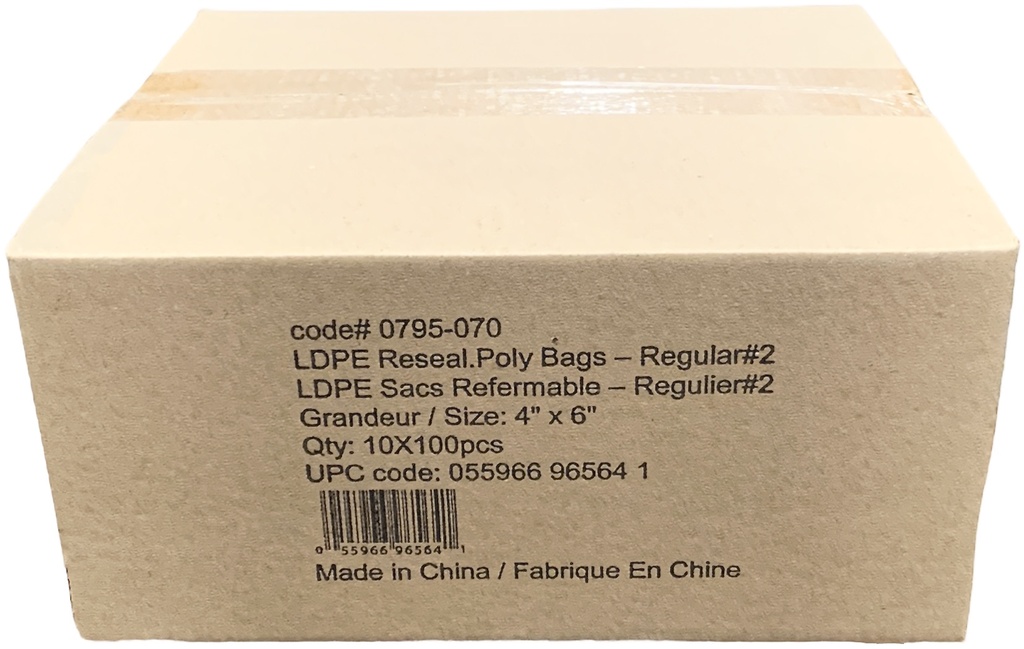 code# 0795-070
LDPE Reseal.Poly Bags – Regular#2
LDPE Sacs Refermable – Regulier#2
Grandeur / Size: 4" x 6"
Qty: 10X100pcs
UPC code: 055966 96564 1
0 55966 96564 1
Made in China / Fabrique En Chine